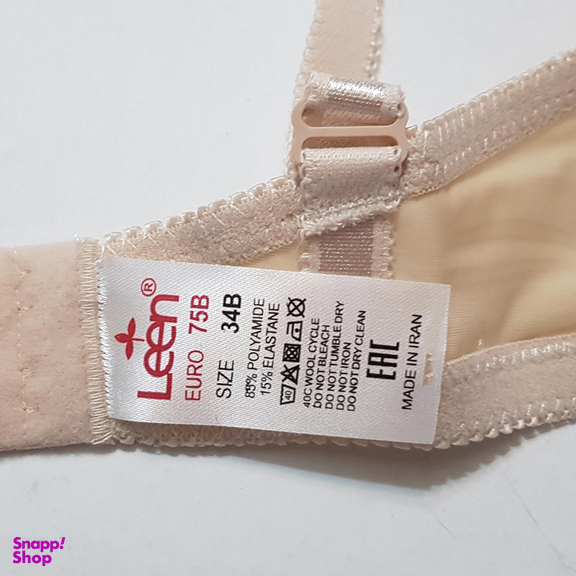 Leen®
EURO 75B
SIZE 34B
85% POLYAMIDE
15% ELASTANE
40
40C WOOL CYCLE
DO NOT BLEACH
DO NOT TUMBLE DRY
DO NOT IRON
DO NOT DRY CLEAN
EAC
MADE IN IRAN
Snapp!
Shop